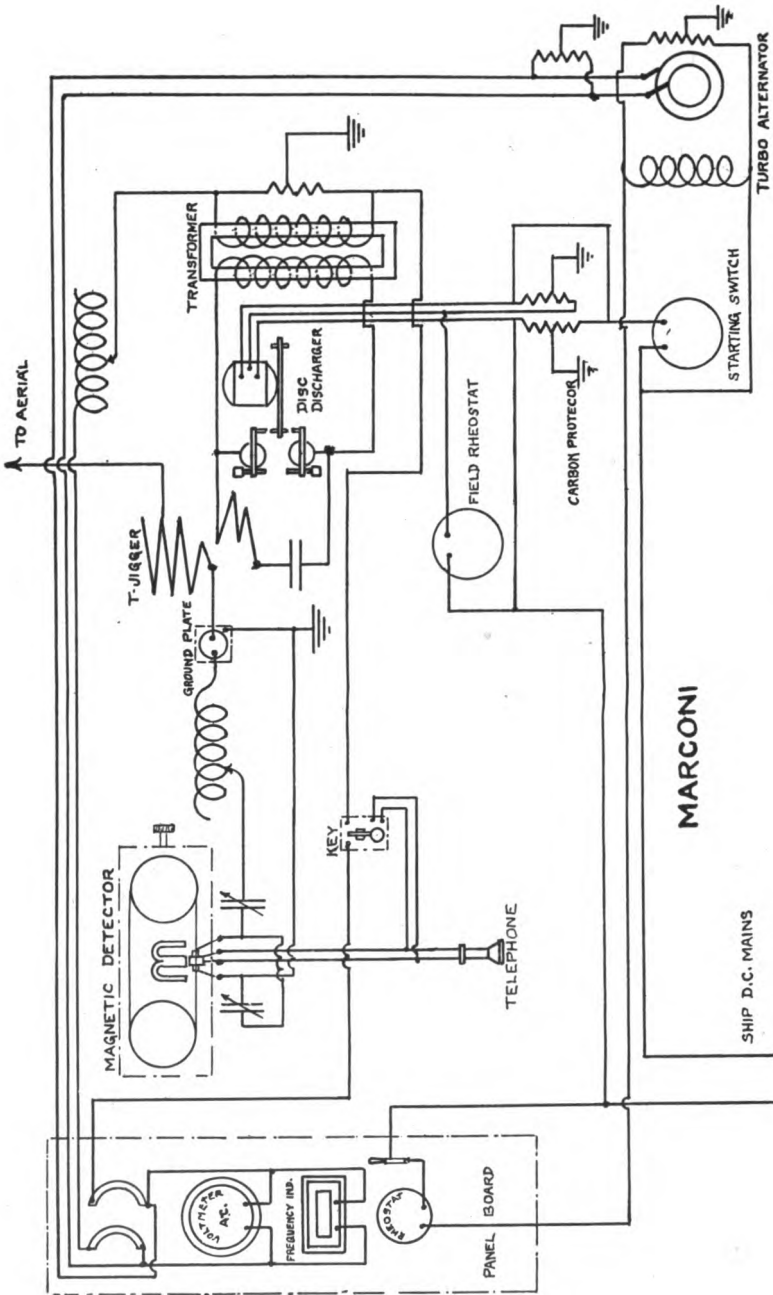 TO AERIAL
T-JIGGER
GROUND PLATE
MAGNETIC DETECTOR
TRANSFORMER
DISC
DISCHARGER
KEY
TELEPHONE
FIELD RHEOSTAT
CARBON PROTECOR
STARTING SWITCH
TURBO ALTERNATOR
VOLTMETER
A.C.
FREQUENCY IND.
RHEOSTAT
PANEL BOARD
SHIP D.C. MAINS
MARCONI